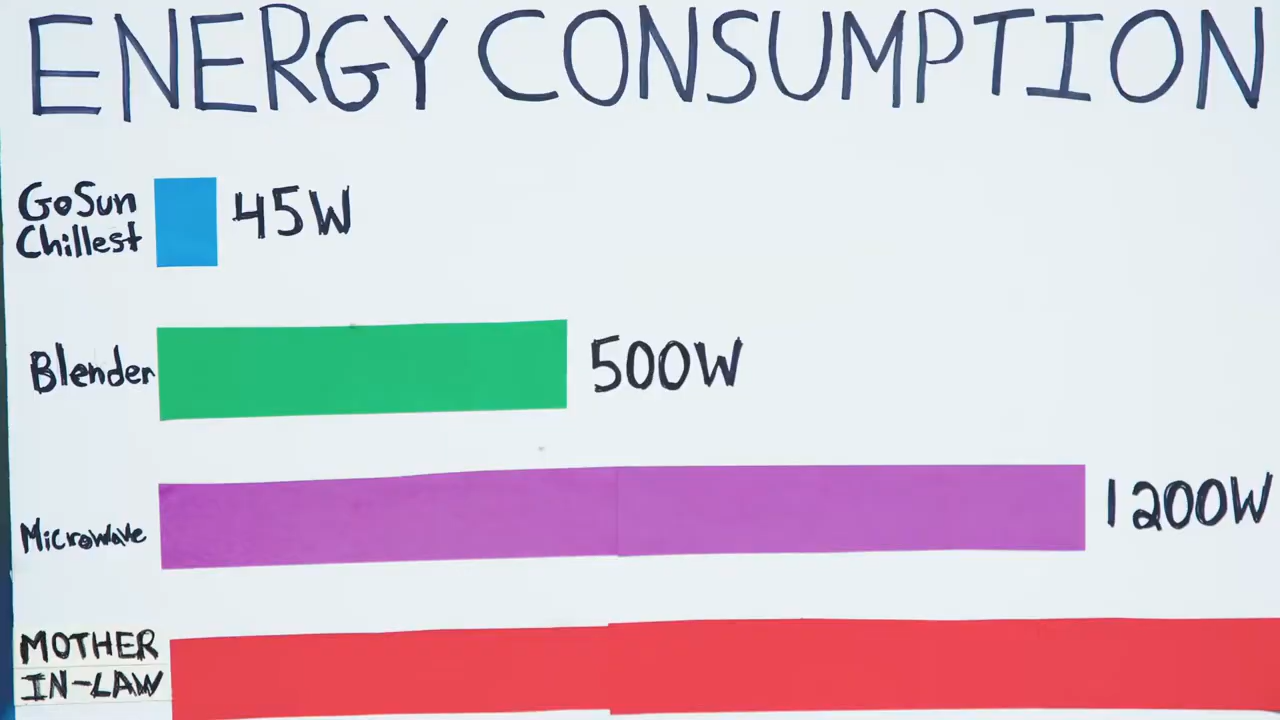 ENERGY CONSUMPTION
GoSun
Chillest
45W
Blender
500W
Microwave
1200W
MOTHER
IN-LAW